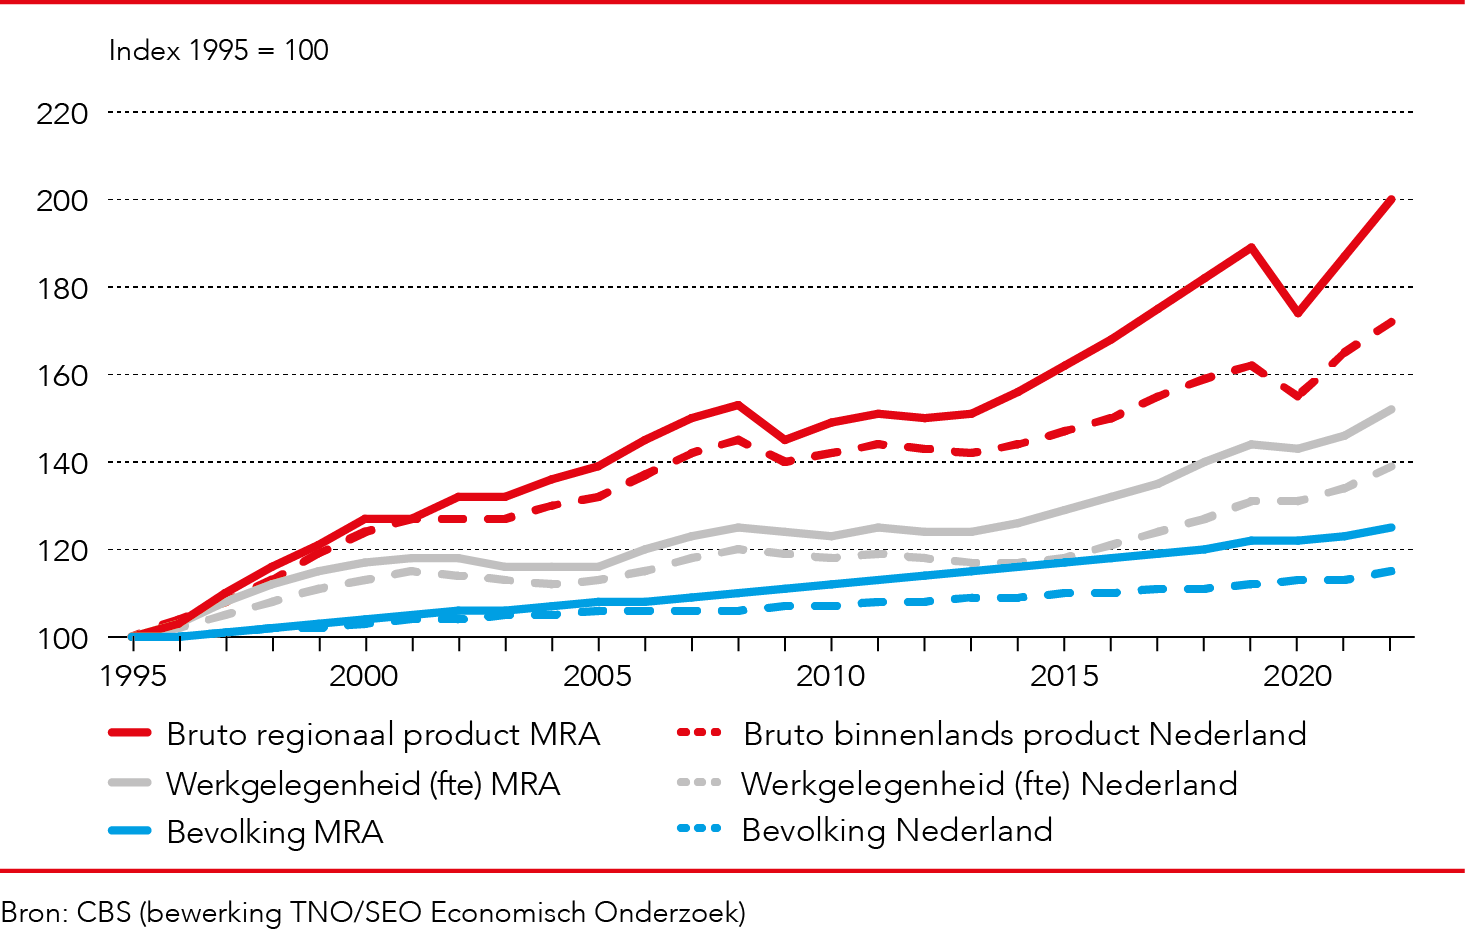 Index 1995 = 100
220
200
180
160
140
120
100
1995 2000 2005 2010 2015 2020
Bruto regionaal product MRA Bruto binnenlands product Nederland
Werkgelegenheid (fte) MRA Werkgelegenheid (fte) Nederland
Bevolking MRA Bevolking Nederland
Bron: CBS (bewerking TNO/SEO Economisch Onderzoek)